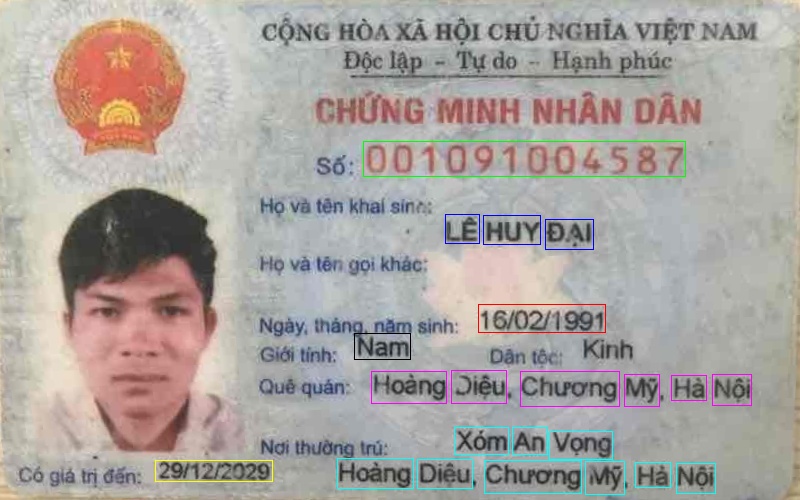 CỘNG HÒA XÃ HỘI CHỦ NGHĨA VIỆT NAM
Độc lập - Tự do - Hạnh phúc
CHỨNG MINH NHÂN DÂN
Số: 001091004587
Họ và tên khai sinh:
LÊ HUY ĐẠI
Họ và tên gọi khác:
Ngày, tháng, năm sinh: 16/02/1991
Giới tính: Nam Dân tộc: Kinh
Quê quán: Hoàng Diệu, Chương Mỹ, Hà Nội
Nơi thường trú: Xóm An Vọng
Hoàng Diệu, Chương Mỹ, Hà Nội
Có giá trị đến: 29/12/2029